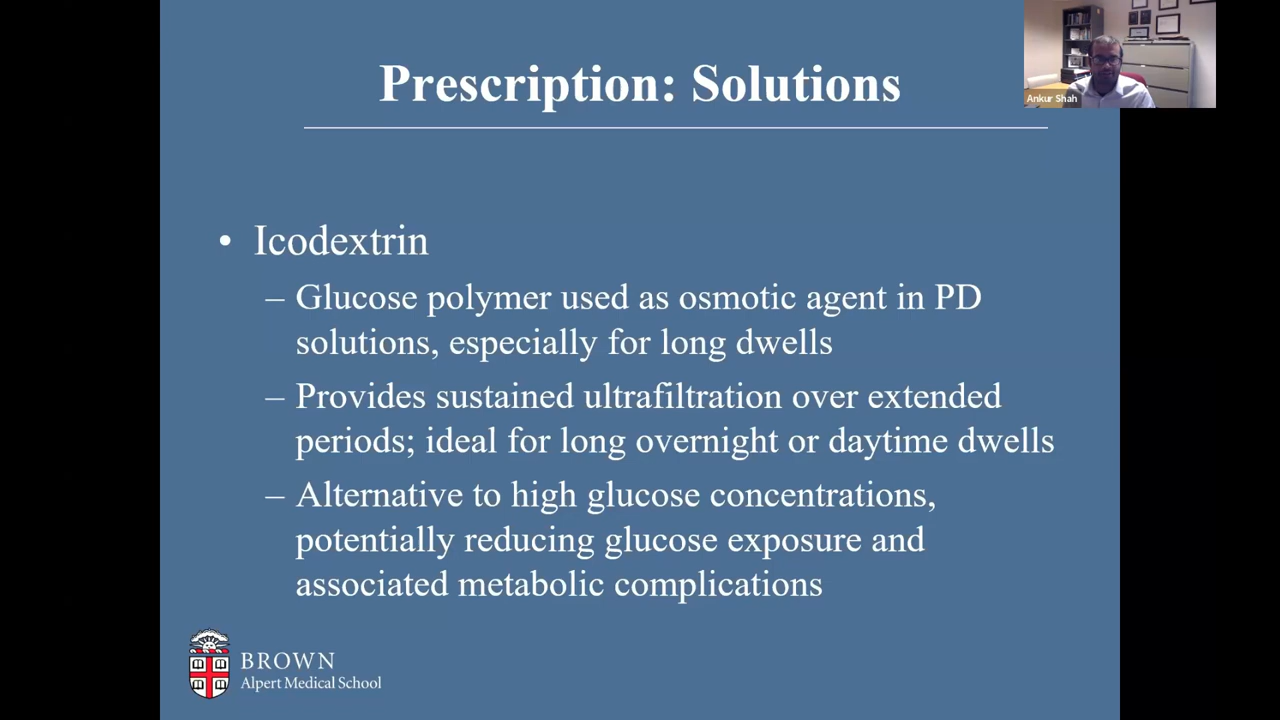 Prescription: Solutions
Ankur Shah
• Icodextrin
– Glucose polymer used as osmotic agent in PD
solutions, especially for long dwells
– Provides sustained ultrafiltration over extended
periods; ideal for long overnight or daytime dwells
– Alternative to high glucose concentrations,
potentially reducing glucose exposure and
associated metabolic complications
BROWN
Alpert Medical School